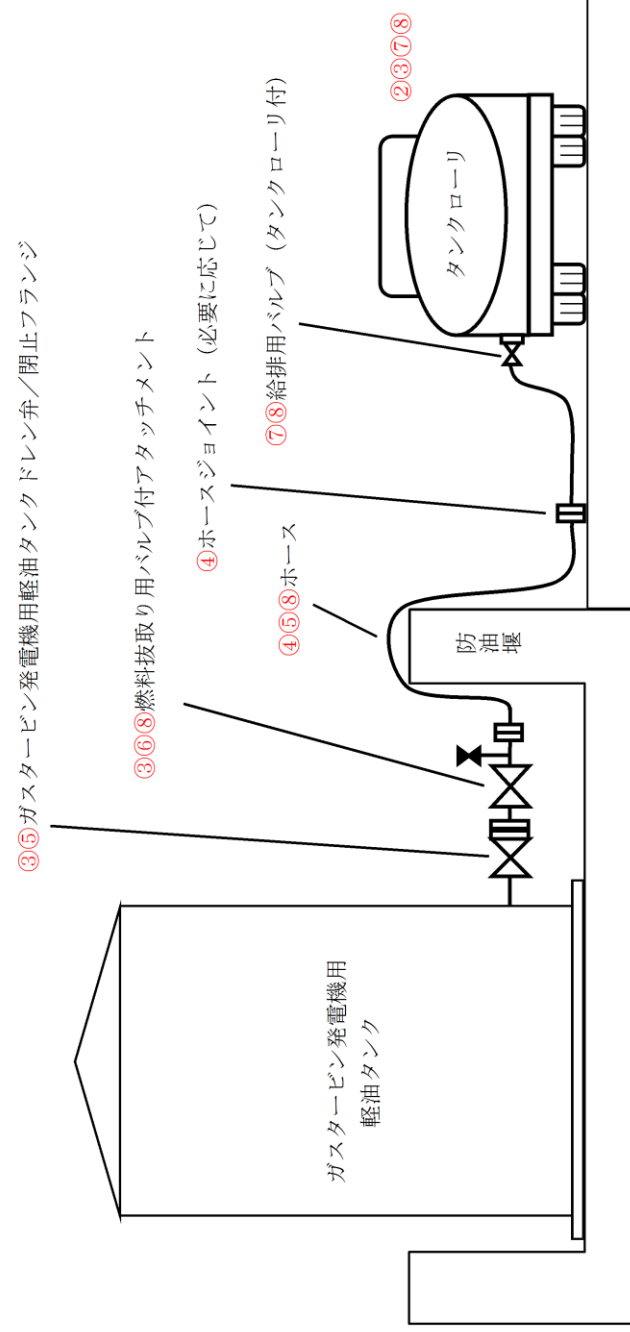 ③⑤ガスタービン発電機用軽油タンクドレン弁／閉止フランジ
③⑥⑧燃料抜取り用バルブ付アタッチメント
④ホースジョイント（必要に応じて）
⑦⑧給排用バルブ（タンクローリ付）
②③⑦⑧
④⑤⑧ホース
タンクローリ
防
油
堰
ガスタービン発電機用
軽油タンク